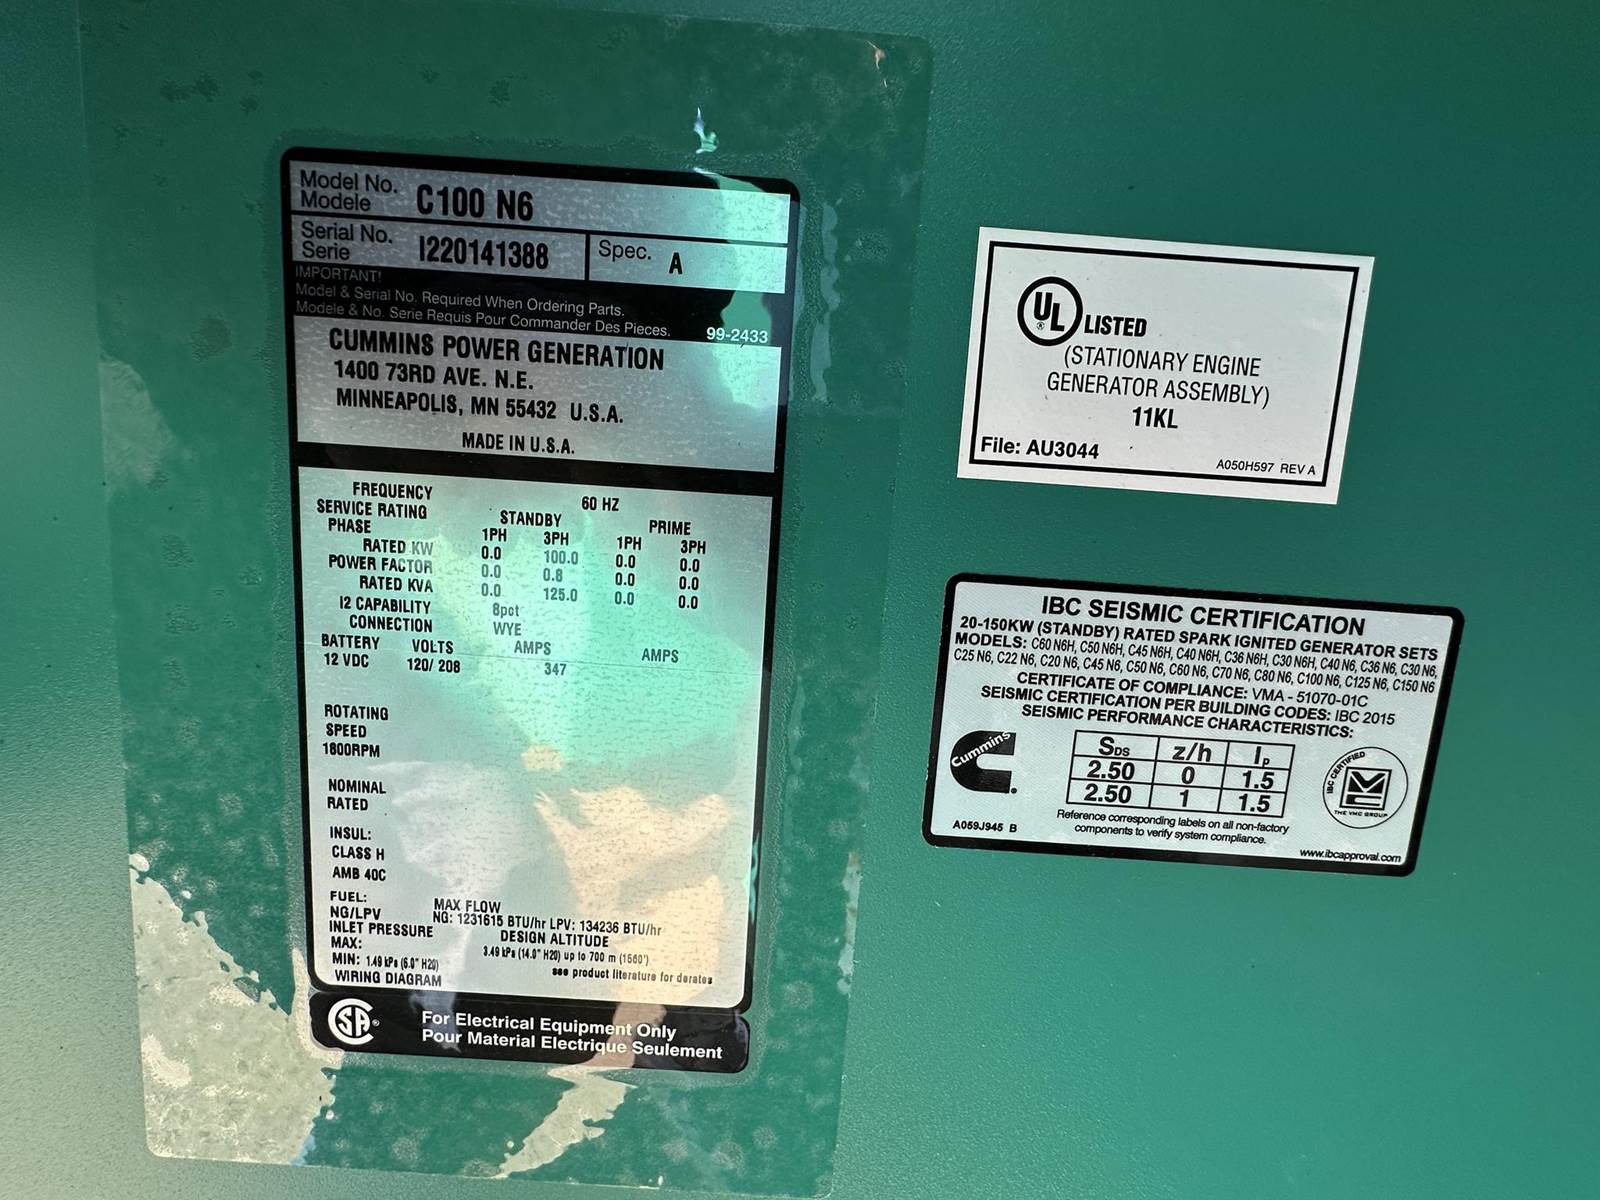 Model No. C100 N6
Modele
Serial No. I220141388 Spec. A
Serie
IMPORTANT!
Model & Serial No. Required When Ordering Parts.
Modele & No. Serie Requis Pour Commander Des Pieces. 99-2433
CUMMINS POWER GENERATION
1400 73RD AVE. N.E.
MINNEAPOLIS, MN 55432 U.S.A.
MADE IN U.S.A.
FREQUENCY 60 HZ
SERVICE RATING STANDBY PRIME
PHASE 1PH 3PH 1PH 3PH
RATED KW 0.0 100.0 0.0 0.0
POWER FACTOR 0.0 0.8 0.0 0.0
RATED KVA 0.0 125.0 0.0 0.0
I2 CAPABILITY 8pct
CONNECTION WYE
BATTERY VOLTS AMPS AMPS
12 VDC 120/ 208 347
ROTATING
SPEED
1800RPM
NOMINAL
RATED
INSUL:
CLASS H
AMB 40C
FUEL: MAX FLOW
NG/LPV NG: 1231615 BTU/hr LPV: 134236 BTU/hr
INLET PRESSURE DESIGN ALTITUDE
MAX: 3.49 kPa (14.0" H20) up to 700 m (1560')
MIN: 1.49 kPa (6.0" H20) see product literature for derates
WIRING DIAGRAM
SA ® For Electrical Equipment Only
Pour Material Electrique Seulement
UL ® LISTED
(STATIONARY ENGINE
GENERATOR ASSEMBLY)
11KL
File: AU3044
A050H597 REV A
IBC SEISMIC CERTIFICATION
20-150KW (STANDBY) RATED SPARK IGNITED GENERATOR SETS
MODELS: C60 N6H, C50 N6H, C45 N6H, C40 N6H, C36 N6H, C30 N6H, C40 N6, C36 N6, C30 N6,
C25 N6, C22 N6, C20 N6, C45 N6, C50 N6, C60 N6, C70 N6, C80 N6, C100 N6, C125 N6, C150 N6
CERTIFICATE OF COMPLIANCE: VMA - 51070-01C
SEISMIC CERTIFICATION PER BUILDING CODES: IBC 2015
SEISMIC PERFORMANCE CHARACTERISTICS:
Cummins
SDS z/h Ip
2.50 0 1.5
2.50 1 1.5
IBC CERTIFIED
VMC
THE VMC GROUP
Reference corresponding labels on all non-factory
components to verify system compliance.
A059J945 B
www.ibcapproval.com